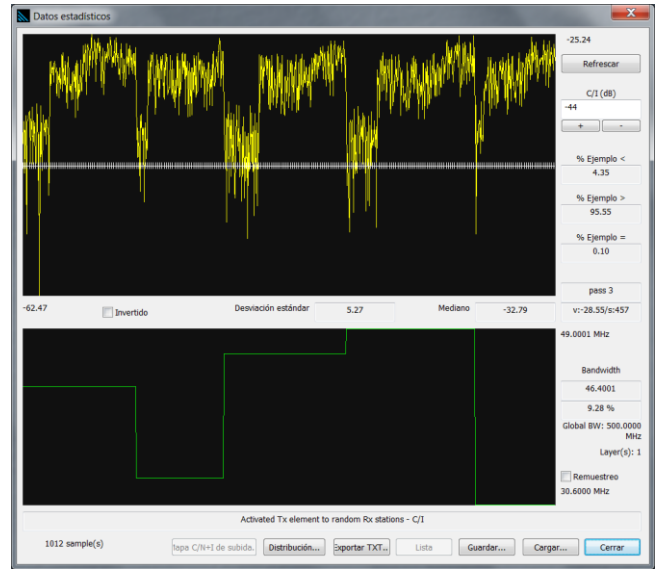 Datos estadísticos
-25.24
Refrescar
C/I (dB)
-44
+ -
% Ejemplo <
4.35
% Ejemplo >
95.55
% Ejemplo =
0.10
pass 3
-62.47 Invertido Desviación estándar 5.27 Mediano -32.79 v:-28.55/s:457
49.0001 MHz
Bandwidth
46.4001
9.28 %
Global BW: 500.0000
MHz
Layer(s): 1
Remuestreo
30.6000 MHz
Activated Tx element to random Rx stations - C/I
1012 sample(s) C/N+I de subida. Distribución... Exportar TXT.. Lista Guardar... Cargar... Cerrar